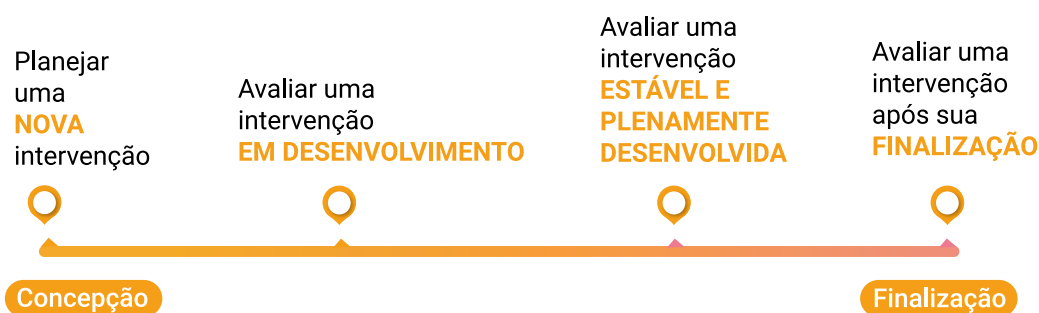 Planejar
uma
NOVA
intervenção
Avaliar uma
intervenção
EM DESENVOLVIMENTO
Avaliar uma
intervenção
ESTÁVEL E
PLENAMENTE
DESENVOLVIDA
Avaliar uma
intervenção
após sua
FINALIZAÇÃO
Concepção
Finalização